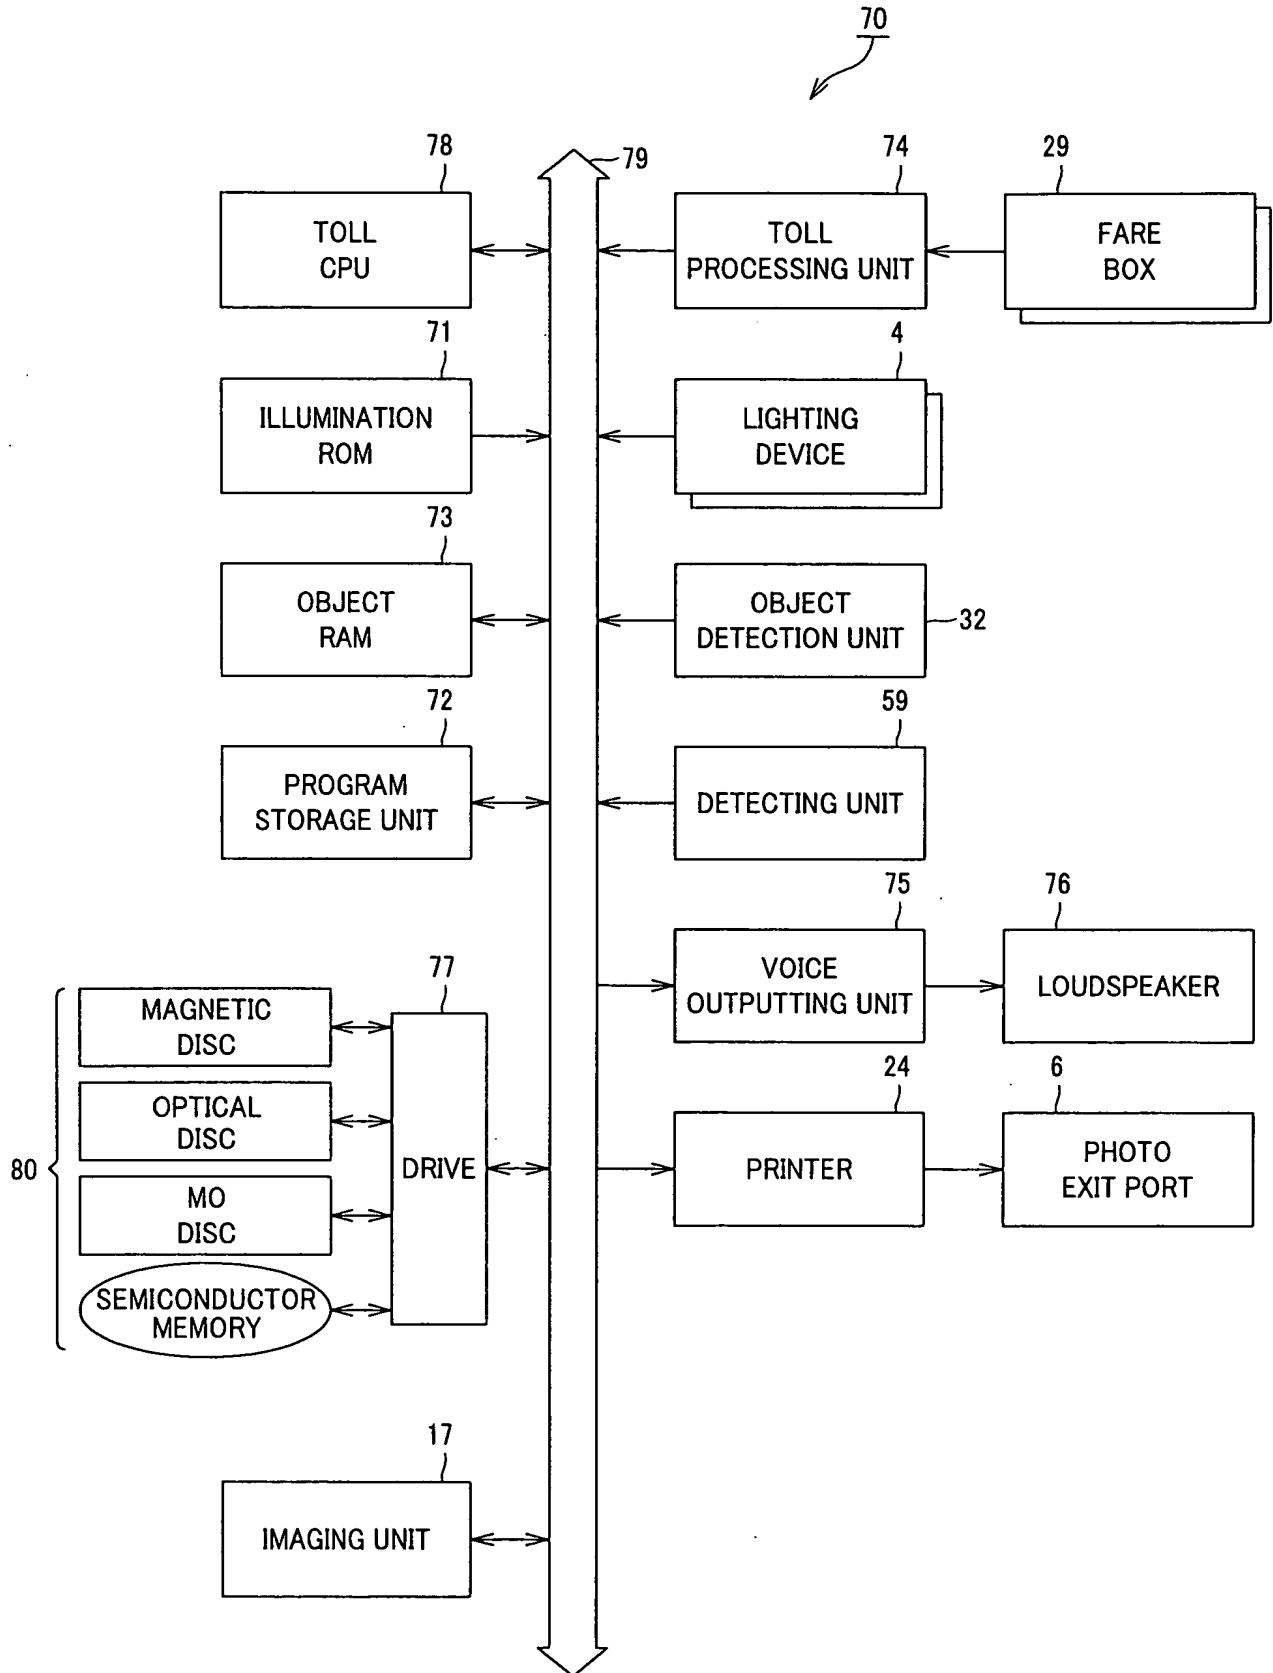 70
78
79
74
29
TOLL
CPU
TOLL
PROCESSING UNIT
FARE
BOX
71
4
ILLUMINATION
ROM
LIGHTING
DEVICE
73
OBJECT
RAM
OBJECT
DETECTION UNIT
32
72
59
PROGRAM
STORAGE UNIT
DETECTING UNIT
75
76
VOICE
OUTPUTTING UNIT
LOUDSPEAKER
77
MAGNETIC
DISC
OPTICAL
DISC
80
MO
DISC
SEMICONDUCTOR
MEMORY
DRIVE
24
6
PRINTER
PHOTO
EXIT PORT
17
IMAGING UNIT